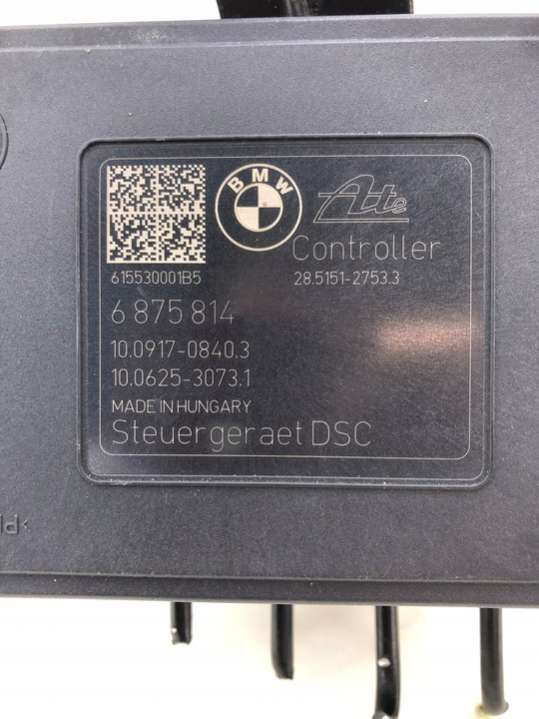 BMW
Ate
Controller
615530001B5
28.5151-2753.3
6 875 814
10.0917-0840.3
10.0625-3073.1
MADE IN HUNGARY
Steuergeraet DSC